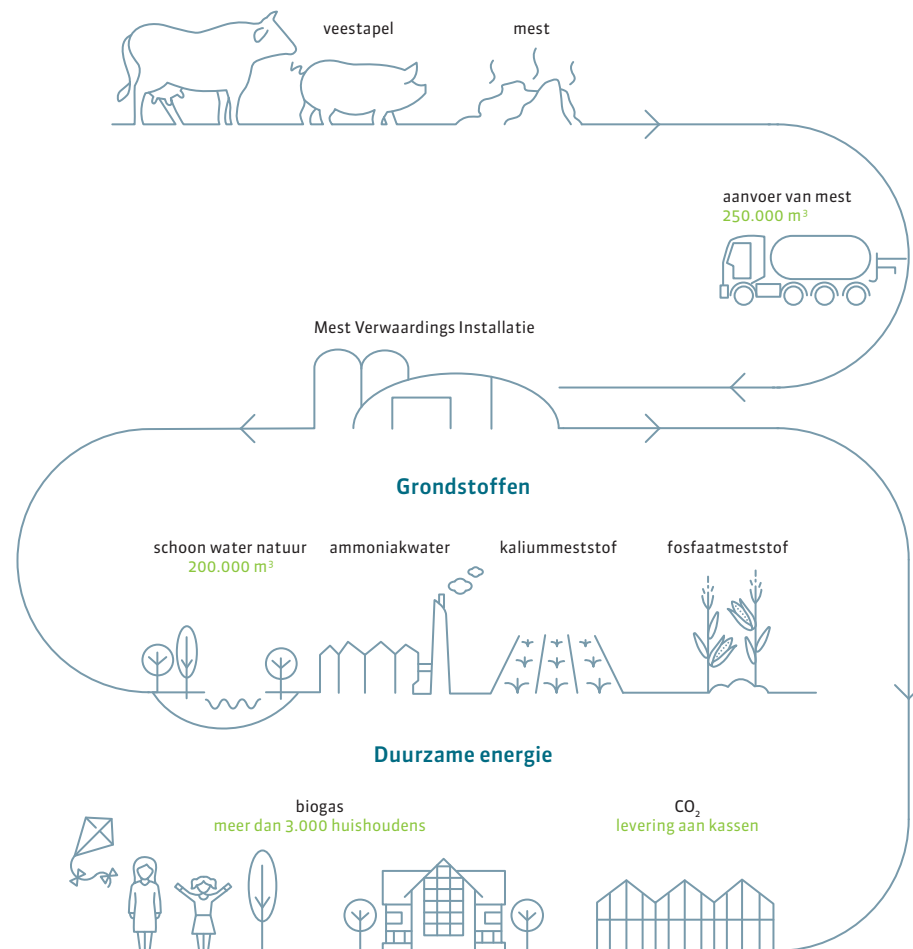 veestapel
mest
aanvoer van mest
250.000 m³
Mest Verwaardings Installatie
Grondstoffen
schoon water natuur
200.000 m³
ammoniakwater
kaliummeststof
fosfaatmeststof
Duurzame energie
biogas
meer dan 3.000 huishoudens
CO₂
levering aan kassen